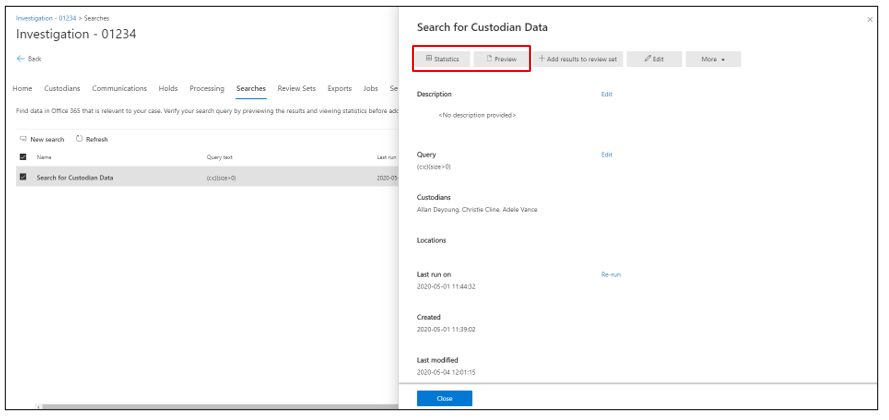 Investigation - 01234 > Searches
Investigation - 01234
Back
Home Custodians Communications Holds Processing Searches Review Sets Exports Jobs Se
Find data in Office 365 that is relevant to your case. Verify your search query by previewing the results and viewing statistics before add
New search Refresh
Name Query text Last run
Search for Custodian Data (c:c)(size>0) 2020-05
Search for Custodian Data
Statistics Preview + Add results to review set Edit More
Description Edit
<No description provided>
Query Edit
(c:c)(size>0)
Custodians
Allan Deyoung, Christie Cline, Adele Vance
Locations
Last run on Re-run
2020-05-01 11:44:32
Created
2020-05-01 11:39:02
Last modified
2020-05-04 12:01:15
Close